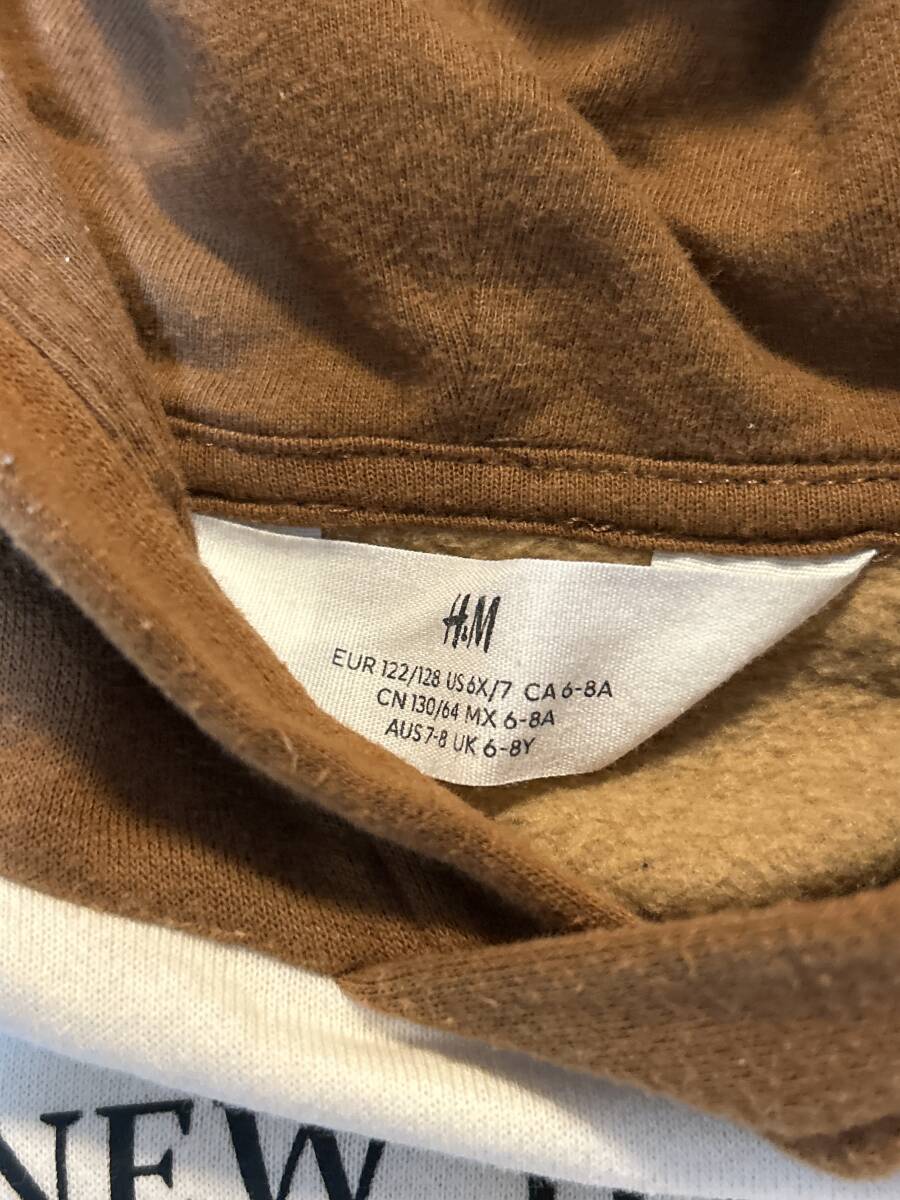 H&M
EUR 122/128 US 6X/7 CA 6-8A
CN 130/64 MX 6-8A
AUS 7-8 UK 6-8Y
NEW